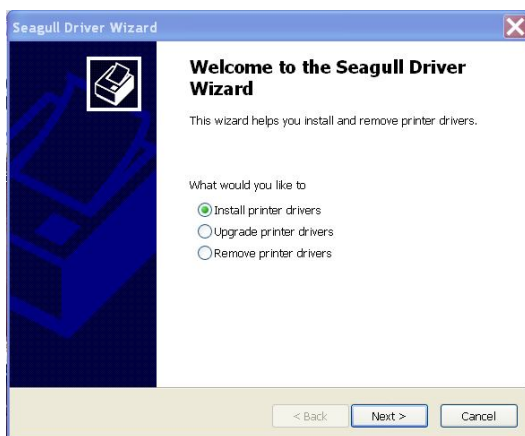 Seagull Driver Wizard
Welcome to the Seagull Driver
Wizard
This wizard helps you install and remove printer drivers.
What would you like to
Install printer drivers
Upgrade printer drivers
Remove printer drivers
< Back Next > Cancel